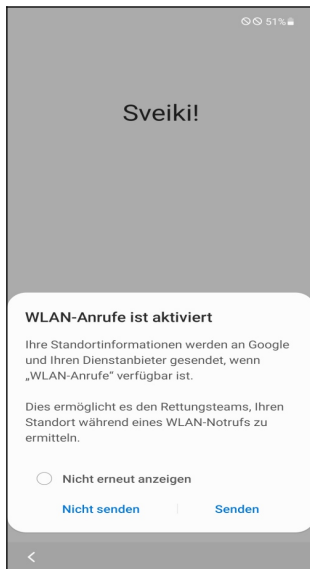 51%
Sveiki!
WLAN-Anrufe ist aktiviert
Ihre Standortinformationen werden an Google
und Ihren Dienstanbieter gesendet, wenn
„WLAN-Anrufe“ verfügbar ist.
Dies ermöglicht es den Rettungsteams, Ihren
Standort während eines WLAN-Notrufs zu
ermitteln.
Nicht erneut anzeigen
Nicht senden Senden